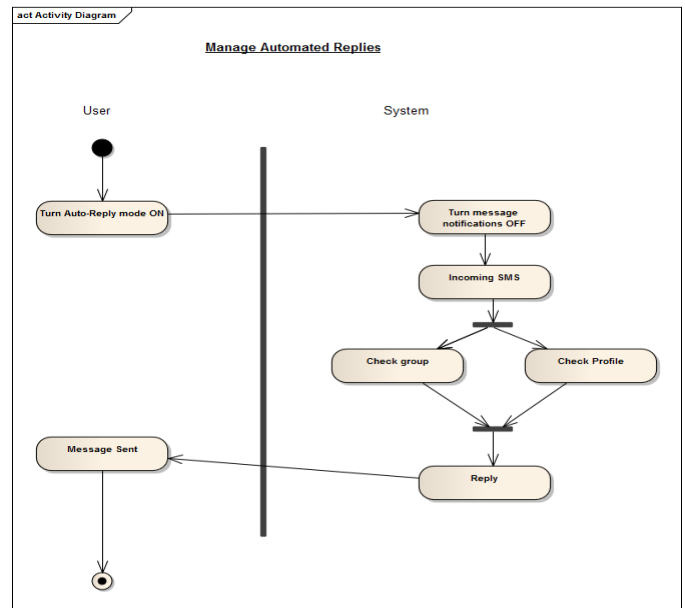 act Activity Diagram
Manage Automated Replies
User
System
Turn Auto-Reply mode ON
Turn message
notifications OFF
Incoming SMS
Check group
Check Profile
Message Sent
Reply